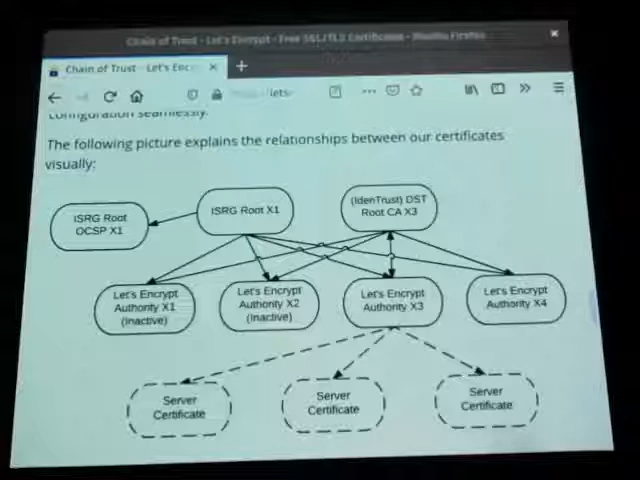 Chain of Trust - Let's Encrypt - Free SSL/TLS Certificates - Mozilla Firefox
Chain of Trust - Let's Enc
lets
configuration seamlessly.
The following picture explains the relationships between our certificates
visually:
ISRG Root
OCSP X1
ISRG Root X1
(IdenTrust) DST
Root CA X3
Let's Encrypt
Authority X1
(Inactive)
Let's Encrypt
Authority X2
(Inactive)
Let's Encrypt
Authority X3
Let's Encrypt
Authority X4
Server
Certificate
Server
Certificate
Server
Certificate